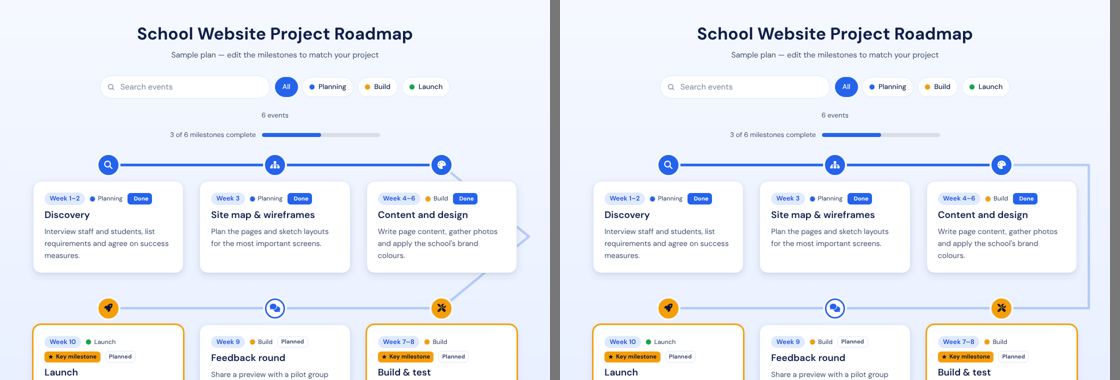 School Website Project Roadmap
Sample plan — edit the milestones to match your project
Search events
All
Planning
Build
Launch
6 events
3 of 6 milestones complete
Week 1–2 Planning Done
Discovery
Interview staff and students, list
requirements and agree on success
measures.
Week 3 Planning Done
Site map & wireframes
Plan the pages and sketch layouts
for the most important screens.
Week 4–6 Build Done
Content and design
Write page content, gather photos
and apply the school's brand
colours.
Week 10 Launch
★ Key milestone Planned
Launch
Week 9 Build Planned
Feedback round
Share a preview with a pilot group
Week 7–8 Build
★ Key milestone Planned
Build & test
School Website Project Roadmap
Sample plan — edit the milestones to match your project
Search events
All
Planning
Build
Launch
6 events
3 of 6 milestones complete
Week 1–2 Planning Done
Discovery
Interview staff and students, list
requirements and agree on success
measures.
Week 3 Planning Done
Site map & wireframes
Plan the pages and sketch layouts
for the most important screens.
Week 4–6 Build Done
Content and design
Write page content, gather photos
and apply the school's brand
colours.
Week 10 Launch
★ Key milestone Planned
Launch
Week 9 Build Planned
Feedback round
Share a preview with a pilot group
Week 7–8 Build
★ Key milestone Planned
Build & test